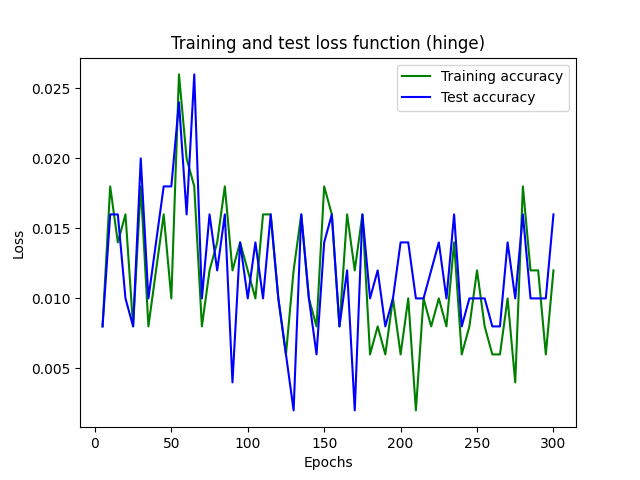 Training and test loss function (hinge)
Training accuracy
Test accuracy
0.025
0.020
0.015
0.010
0.005
Loss
0
50
100
150
200
250
300
Epochs